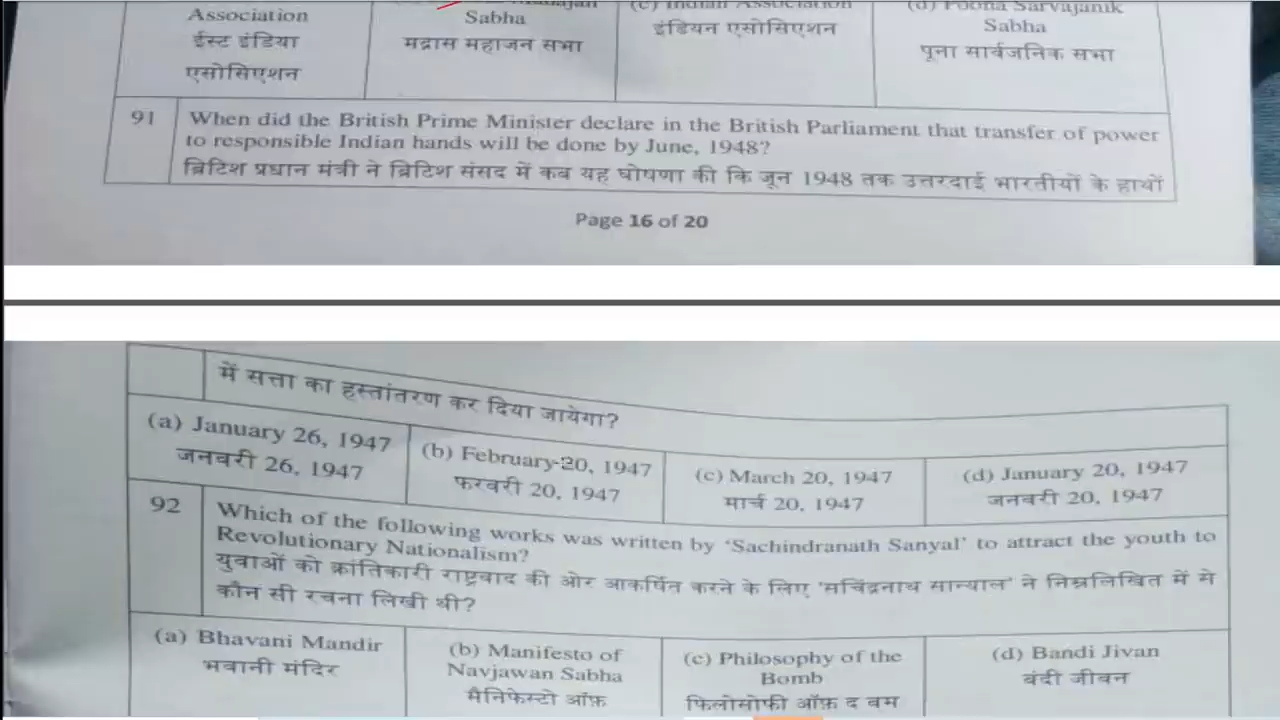 Association
ईस्ट इंडिया
एसोसिएशन
Sabha
मद्रास महाजन सभा
(c) Indian Association
इंडियन एसोसिएशन
(d) Poona Sarvajanik
Sabha
पूना सार्वजनिक सभा
91
When did the British Prime Minister declare in the British Parliament that transfer of power
to responsible Indian hands will be done by June, 1948?
ब्रिटिश प्रधान मंत्री ने ब्रिटिश संसद में कब यह घोषणा की कि जून 1948 तक उत्तरदाई भारतीयों के हाथों
Page 16 of 20
में सत्ता का हस्तांतरण कर दिया जायेगा?
(a) January 26, 1947
जनवरी 26, 1947
(b) February-20, 1947
फरवरी 20, 1947
(c) March 20, 1947
मार्च 20, 1947
(d) January 20, 1947
जनवरी 20, 1947
92
Which of the following works was written by ‘Sachindranath Sanyal’ to attract the youth to
Revolutionary Nationalism?
युवाओं को क्रांतिकारी राष्ट्रवाद की ओर आकर्षित करने के लिए ‘सचिंद्रनाथ सान्याल’ ने निम्नलिखित में से
कौन सी रचना लिखी थी?
(a) Bhavani Mandir
भवानी मंदिर
(b) Manifesto of
Navjawan Sabha
मैनिफेस्टो ऑफ़
(c) Philosophy of the
Bomb
फिलोसोफी ऑफ़ द बम
(d) Bandi Jivan
बंदी जीवन